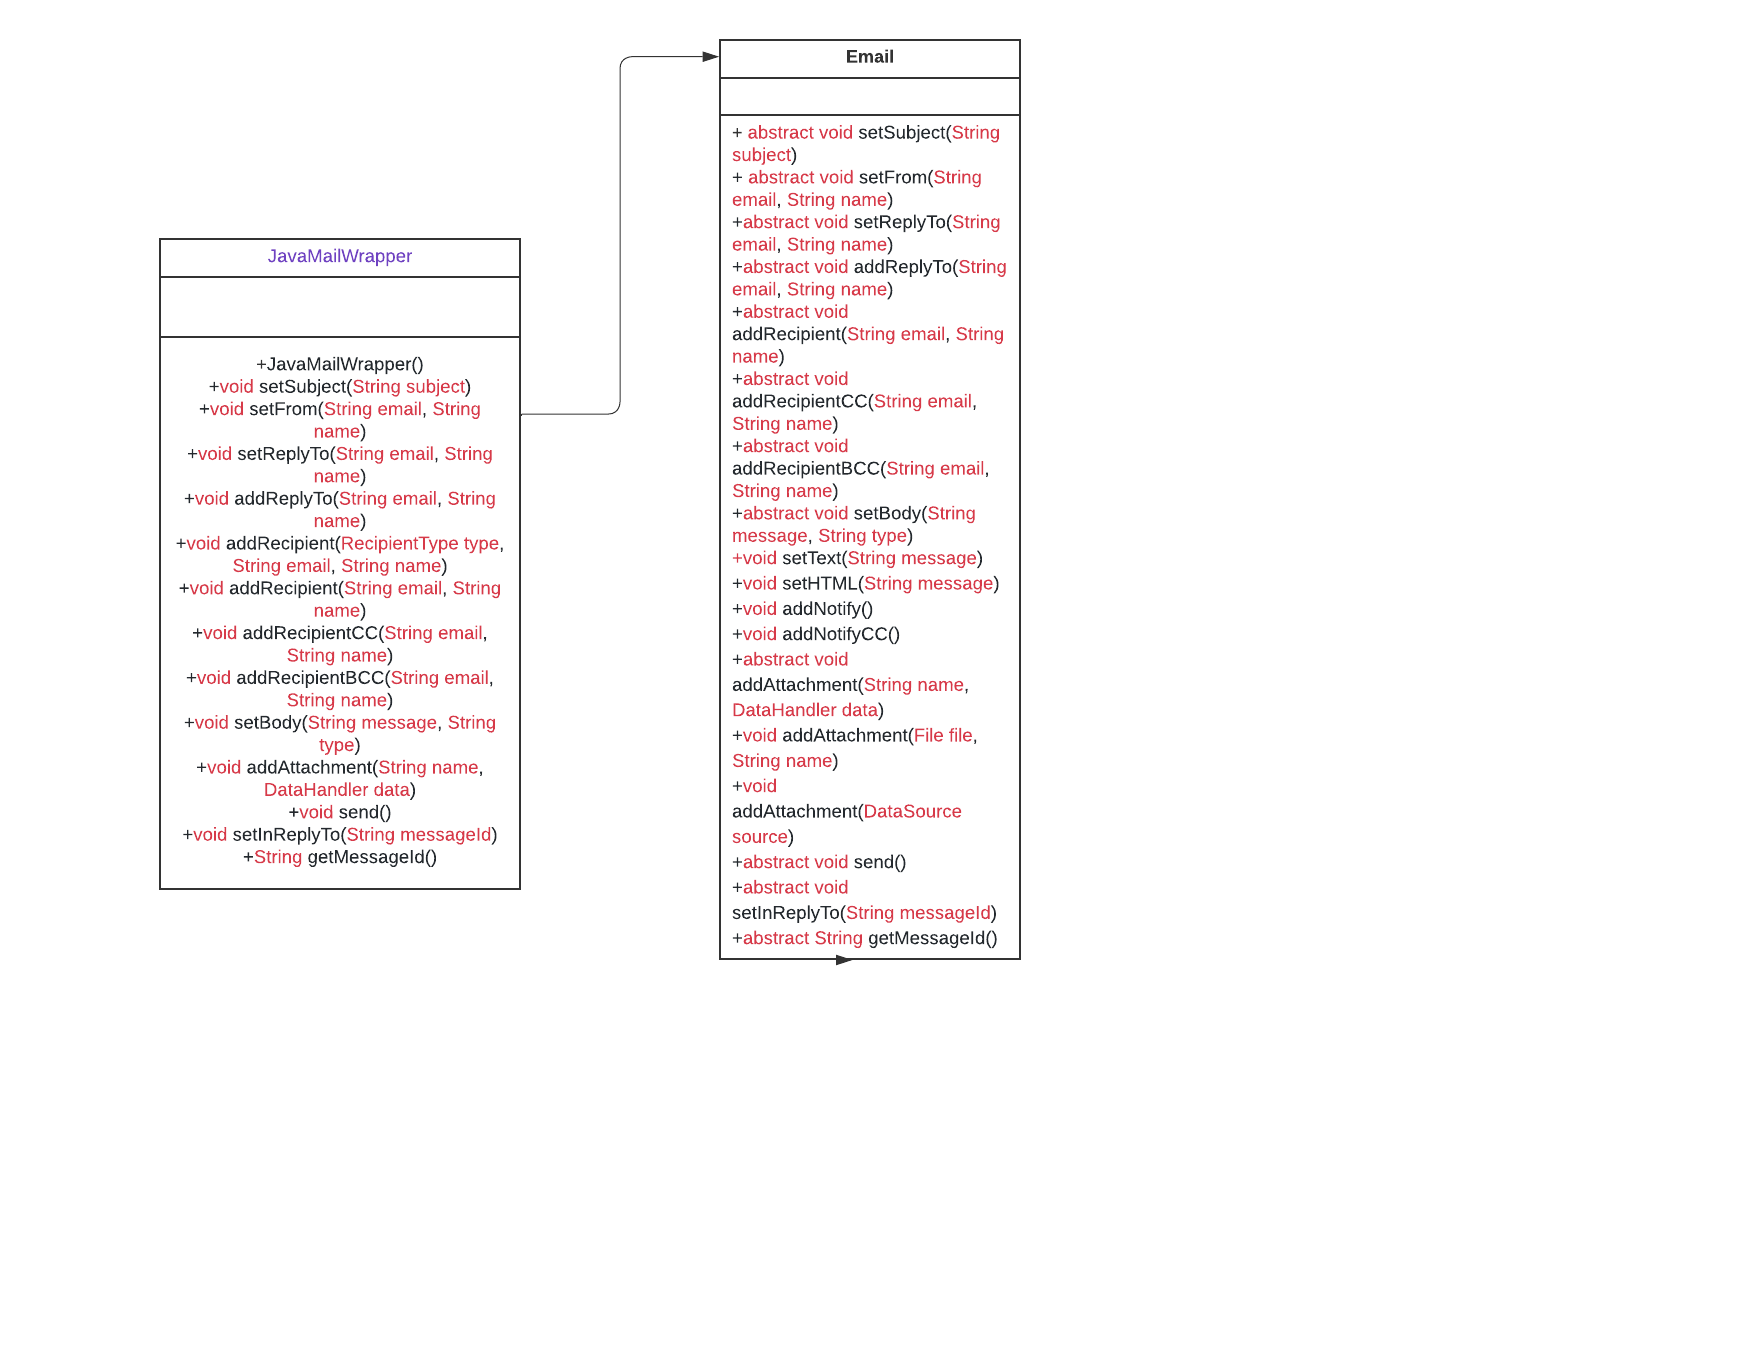 JavaMailWrapper
+JavaMailWrapper()
+void setSubject(String subject)
+void setFrom(String email, String
name)
+void setReplyTo(String email, String
name)
+void addReplyTo(String email, String
name)
+void addRecipient(RecipientType type,
String email, String name)
+void addRecipient(String email, String
name)
+void addRecipientCC(String email,
String name)
+void addRecipientBCC(String email,
String name)
+void setBody(String message, String
type)
+void addAttachment(String name,
DataHandler data)
+void send()
+void setInReplyTo(String messageId)
+String getMessageId()
Email
+ abstract void setSubject(String
subject)
+ abstract void setFrom(String
email, String name)
+abstract void setReplyTo(String
email, String name)
+abstract void addReplyTo(String
email, String name)
+abstract void
addRecipient(String email, String
name)
+abstract void
addRecipientCC(String email,
String name)
+abstract void
addRecipientBCC(String email,
String name)
+abstract void setBody(String
message, String type)
+void setText(String message)
+void setHTML(String message)
+void addNotify()
+void addNotifyCC()
+abstract void
addAttachment(String name,
DataHandler data)
+void addAttachment(File file,
String name)
+void
addAttachment(DataSource
source)
+abstract void send()
+abstract void
setInReplyTo(String messageId)
+abstract String getMessageId()